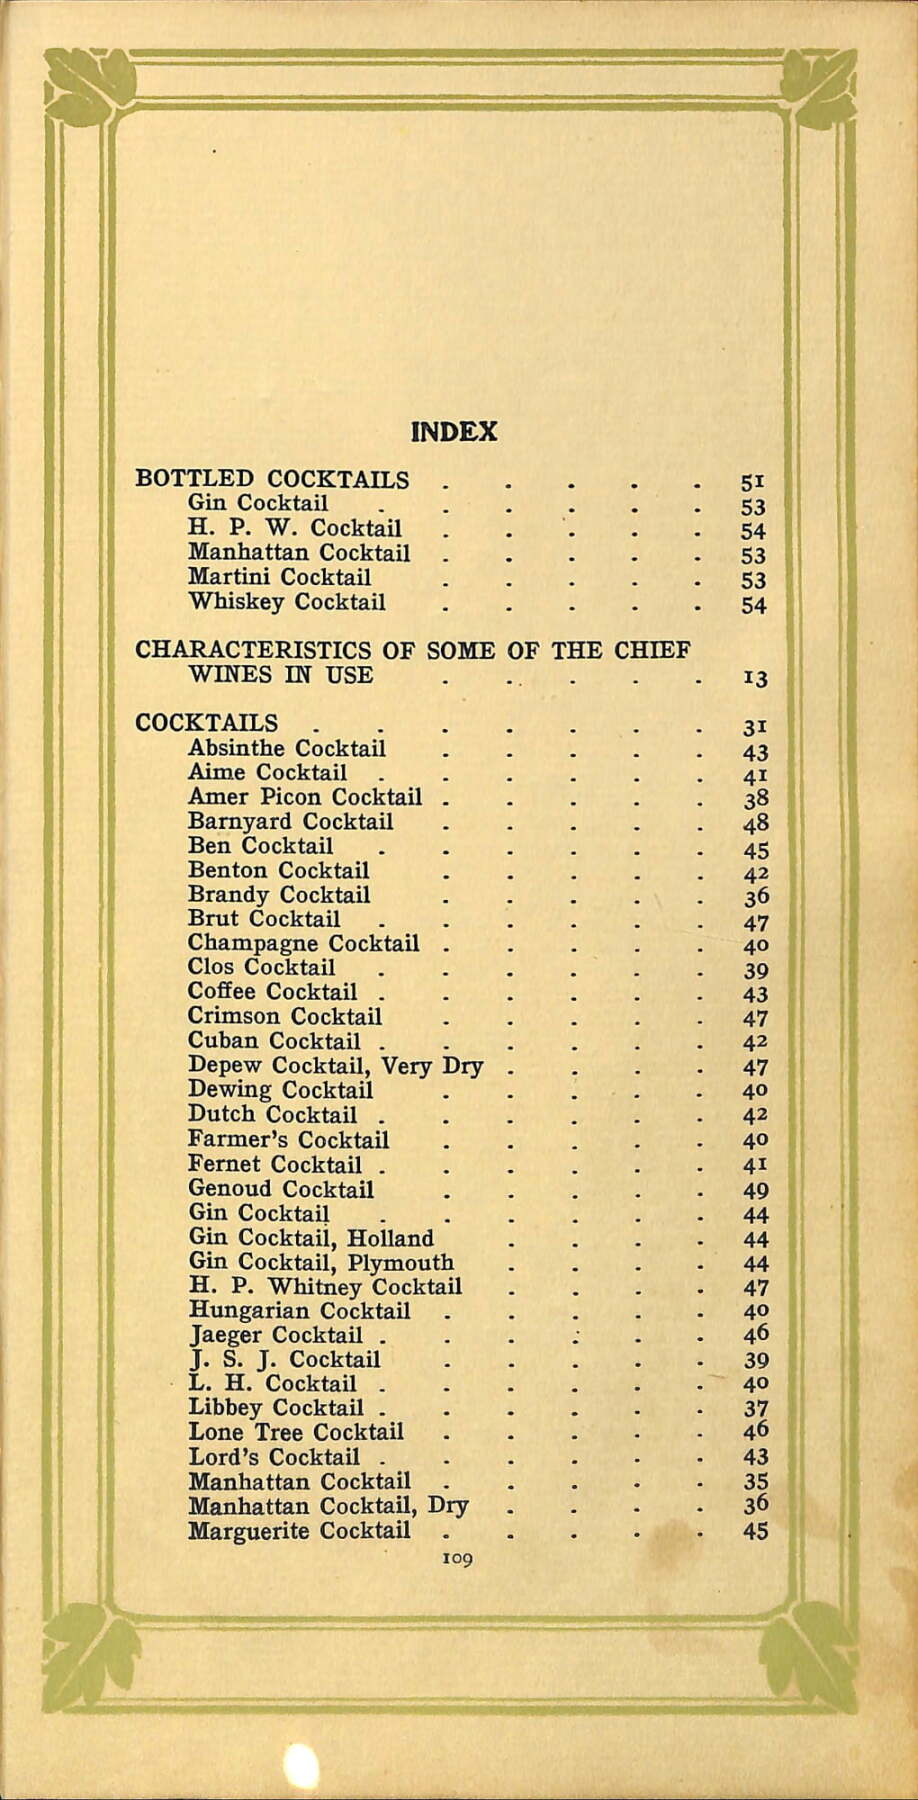 INDEX
BOTTLED COCKTAILS . . . . . 51
Gin Cocktail . . . . . . 53
H. P. W. Cocktail . . . . . 54
Manhattan Cocktail . . . . . 53
Martini Cocktail . . . . . 53
Whiskey Cocktail . . . . . 54
CHARACTERISTICS OF SOME OF THE CHIEF
WINES IN USE . . . . . 13
COCKTAILS . . . . . . . 31
Absinthe Cocktail . . . . . 43
Aime Cocktail . . . . . . 41
Amer Picon Cocktail . . . . . 38
Barnyard Cocktail . . . . . 48
Ben Cocktail . . . . . . 45
Benton Cocktail . . . . . 42
Brandy Cocktail . . . . . 36
Brut Cocktail . . . . . . 47
Champagne Cocktail . . . . . 40
Clos Cocktail . . . . . . 39
Coffee Cocktail . . . . . . 43
Crimson Cocktail . . . . . 47
Cuban Cocktail . . . . . . 42
Depew Cocktail, Very Dry . . . . 47
Dewing Cocktail . . . . . 40
Dutch Cocktail . . . . . . 42
Farmer's Cocktail . . . . . 40
Fernet Cocktail . . . . . . 41
Genoud Cocktail . . . . . 49
Gin Cocktail . . . . . . 44
Gin Cocktail, Holland . . . . 44
Gin Cocktail, Plymouth . . . . 44
H. P. Whitney Cocktail . . . . 47
Hungarian Cocktail . . . . . 40
Jaeger Cocktail . . . . . . 46
J. S. J. Cocktail . . . . . 39
L. H. Cocktail . . . . . . 40
Libbey Cocktail . . . . . . 37
Lone Tree Cocktail . . . . . 46
Lord's Cocktail . . . . . . 43
Manhattan Cocktail . . . . . 35
Manhattan Cocktail, Dry . . . . 36
Marguerite Cocktail . . . . . 45
109